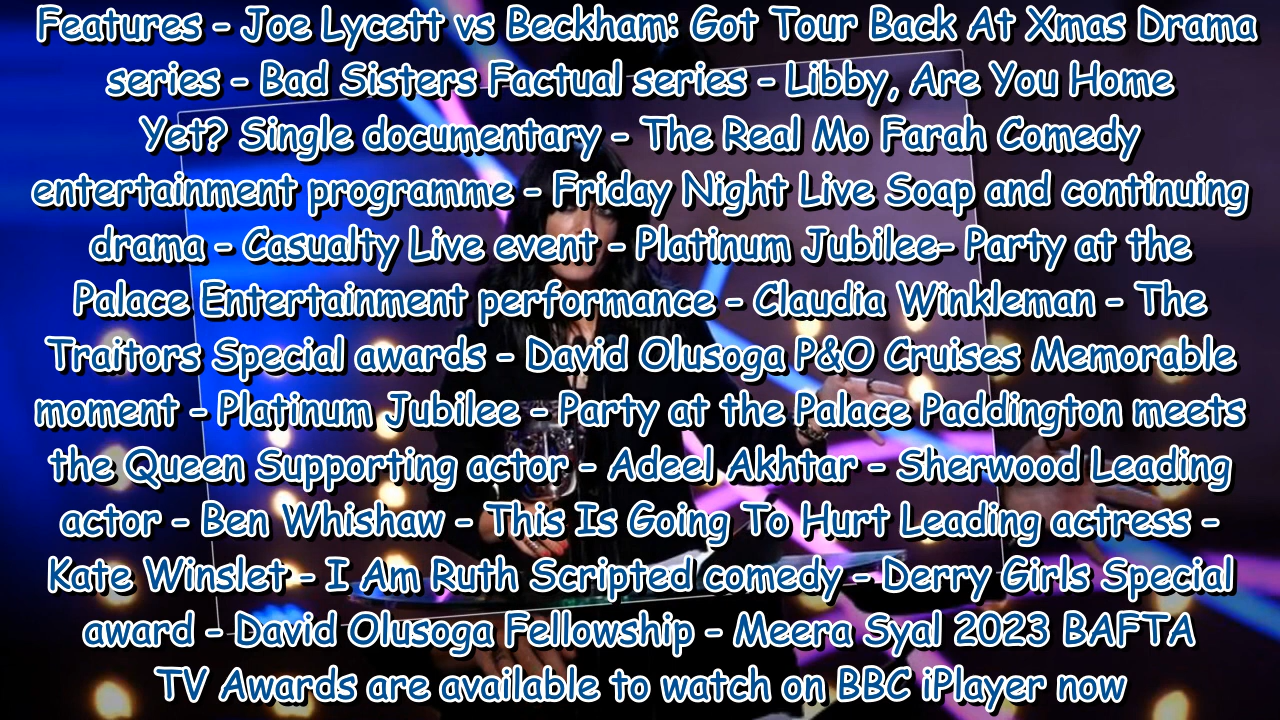 Features – Joe Lycett vs Beckham: Got Tour Back At Xmas Drama
series – Bad Sisters Factual series – Libby, Are You Home
Yet? Single documentary – The Real Mo Farah Comedy
entertainment programme – Friday Night Live Soap and continuing
drama – Casualty Live event – Platinum Jubilee– Party at the
Palace Entertainment performance – Claudia Winkleman – The
Traitors Special awards – David Olusoga P&O Cruises Memorable
moment – Platinum Jubilee – Party at the Palace Paddington meets
the Queen Supporting actor – Adeel Akhtar – Sherwood Leading
actor – Ben Whishaw – This Is Going To Hurt Leading actress –
Kate Winslet – I Am Ruth Scripted comedy – Derry Girls Special
award – David Olusoga Fellowship – Meera Syal 2023 BAFTA
TV Awards are available to watch on BBC iPlayer now